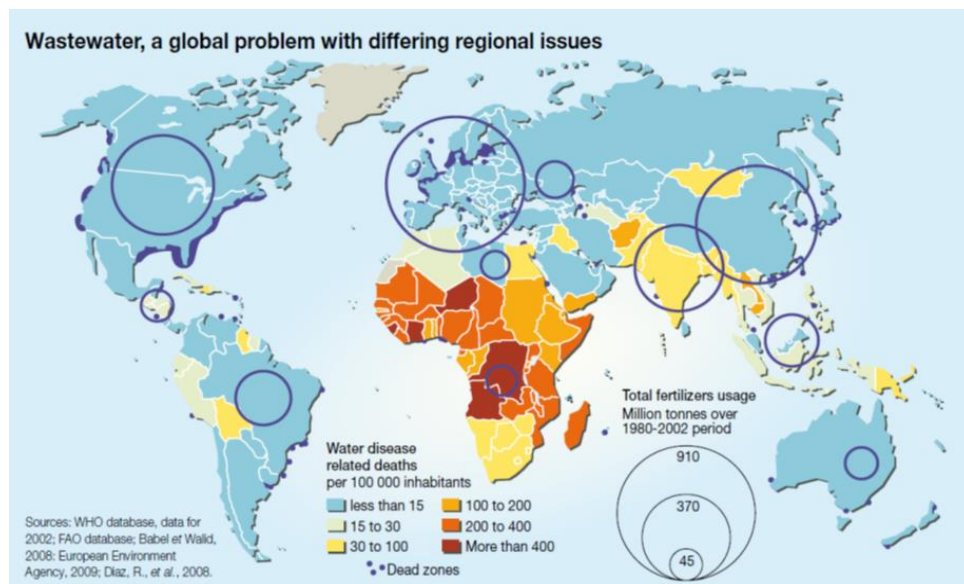 Wastewater, a global problem with differing regional issues
Water disease
related deaths
per 100 000 inhabitants
less than 15
15 to 30
30 to 100
100 to 200
200 to 400
More than 400
Dead zones
Total fertilizers usage
Million tonnes over
1980-2002 period
910
370
45
Sources: WHO database, data for
2002; FAO database; Babel et Walid,
2008: European Environment
Agency, 2009; Diaz, R., et al., 2008.